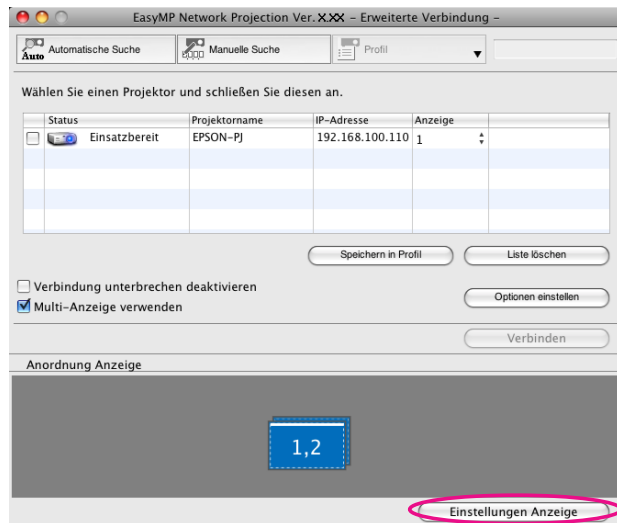 EasyMP Network Projection Ver. X.XX – Erweiterte Verbindung –
Auto Automatische Suche Manuelle Suche Profil
Wählen Sie einen Projektor und schließen Sie diesen an.
Status Projektorname IP-Adresse Anzeige
Einsatzbereit EPSON-PJ 192.168.100.110 1
Speichern in Profil Liste löschen
Verbindung unterbrechen deaktivieren
Optionen einstellen
Multi-Anzeige verwenden
Verbinden
Anordnung Anzeige
1,2
Einstellungen Anzeige